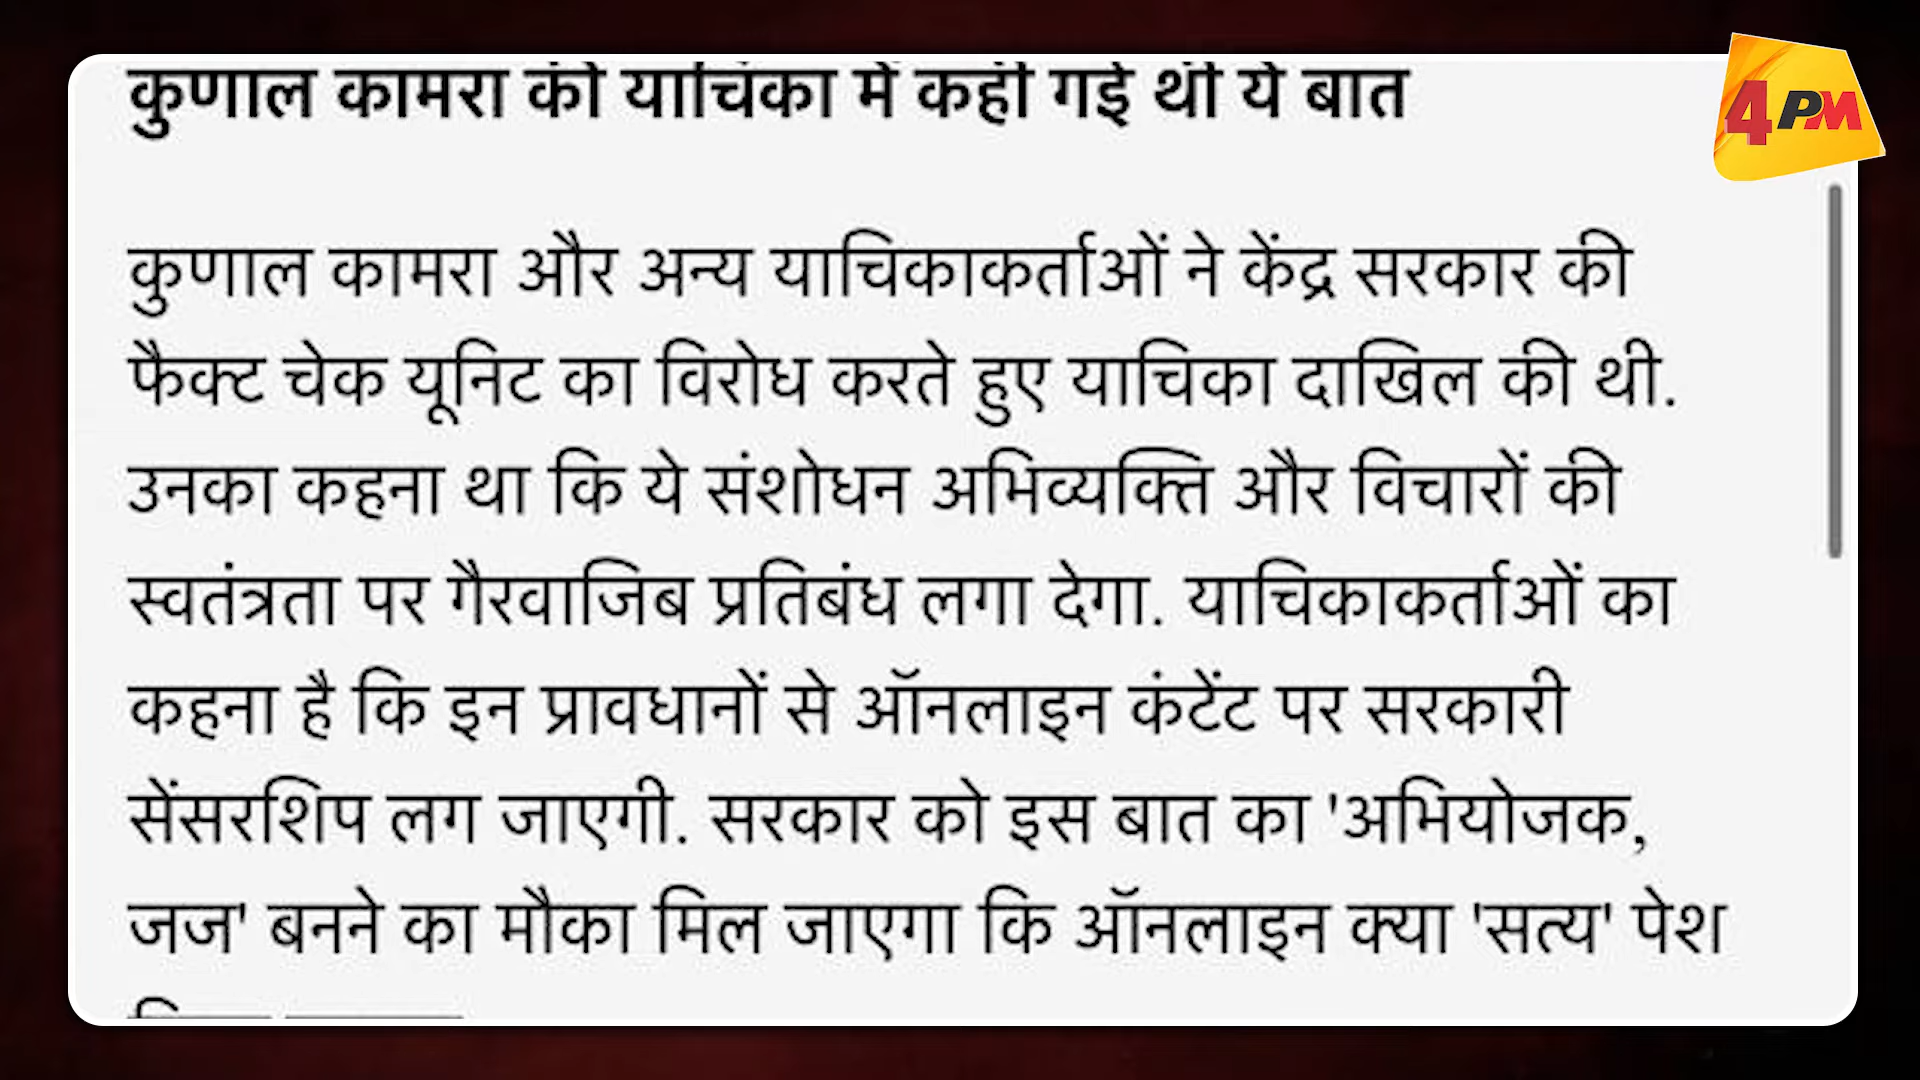 कुणाल कामरा की याचिका में कही गई थी ये बात
4PM
कुणाल कामरा और अन्य याचिकाकर्ताओं ने केंद्र सरकार की
फैक्ट चेक यूनिट का विरोध करते हुए याचिका दाखिल की थी.
उनका कहना था कि ये संशोधन अभिव्यक्ति और विचारों की
स्वतंत्रता पर गैरवाजिब प्रतिबंध लगा देगा. याचिकाकर्ताओं का
कहना है कि इन प्रावधानों से ऑनलाइन कंटेंट पर सरकारी
सेंसरशिप लग जाएगी. सरकार को इस बात का 'अभियोजक,
जज' बनने का मौका मिल जाएगा कि ऑनलाइन क्या 'सत्य' पेश